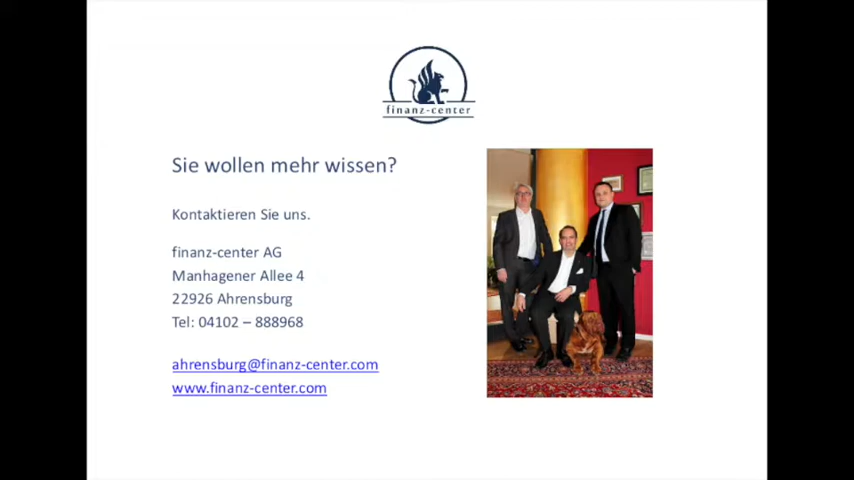 finanz-center
Sie wollen mehr wissen?
Kontaktieren Sie uns.
finanz-center AG
Manhagener Allee 4
22926 Ahrensburg
Tel: 04102 – 888968
ahrensburg@finanz-center.com
www.finanz-center.com